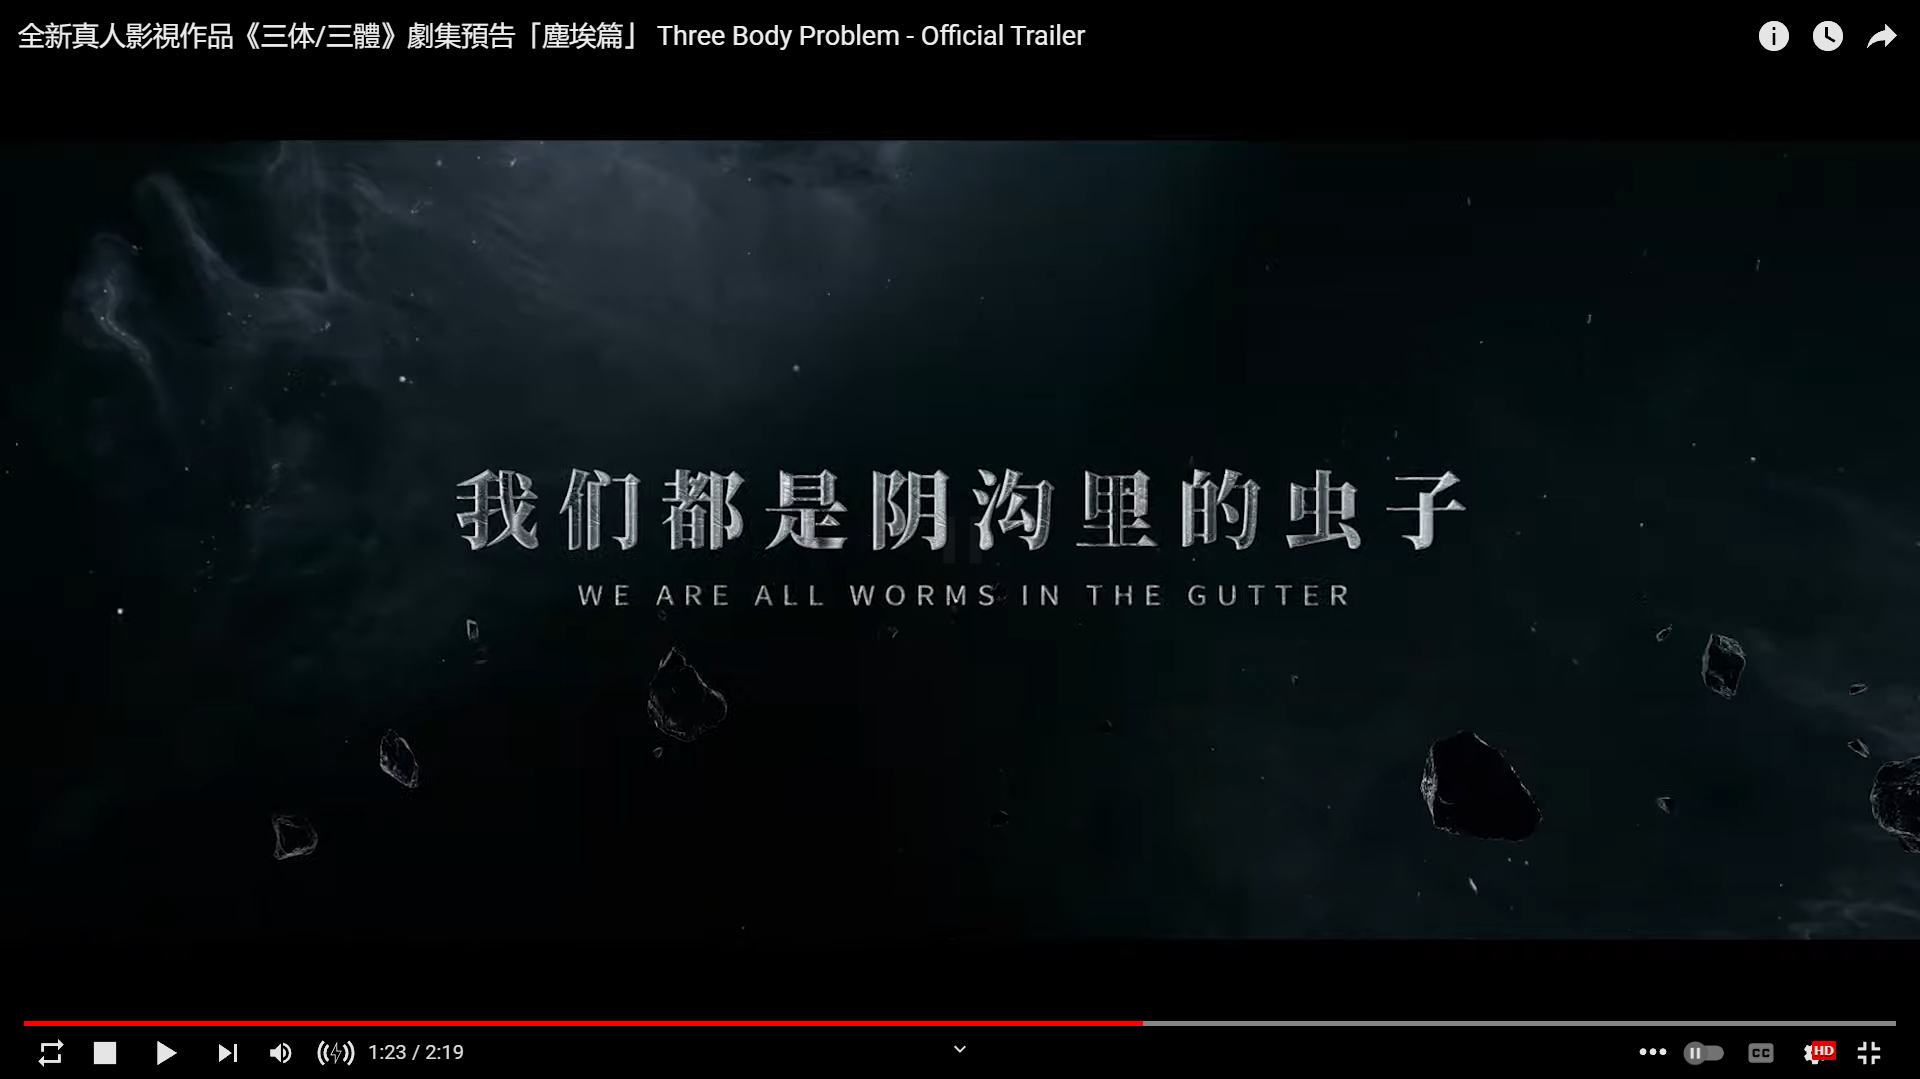 全新真人影視作品《三体/三體》劇集預告「塵埃篇」 Three Body Problem - Official Trailer
我们都是阴沟里的虫子
WE ARE ALL WORMS IN THE GUTTER
1:23 / 2:19
CC
HD